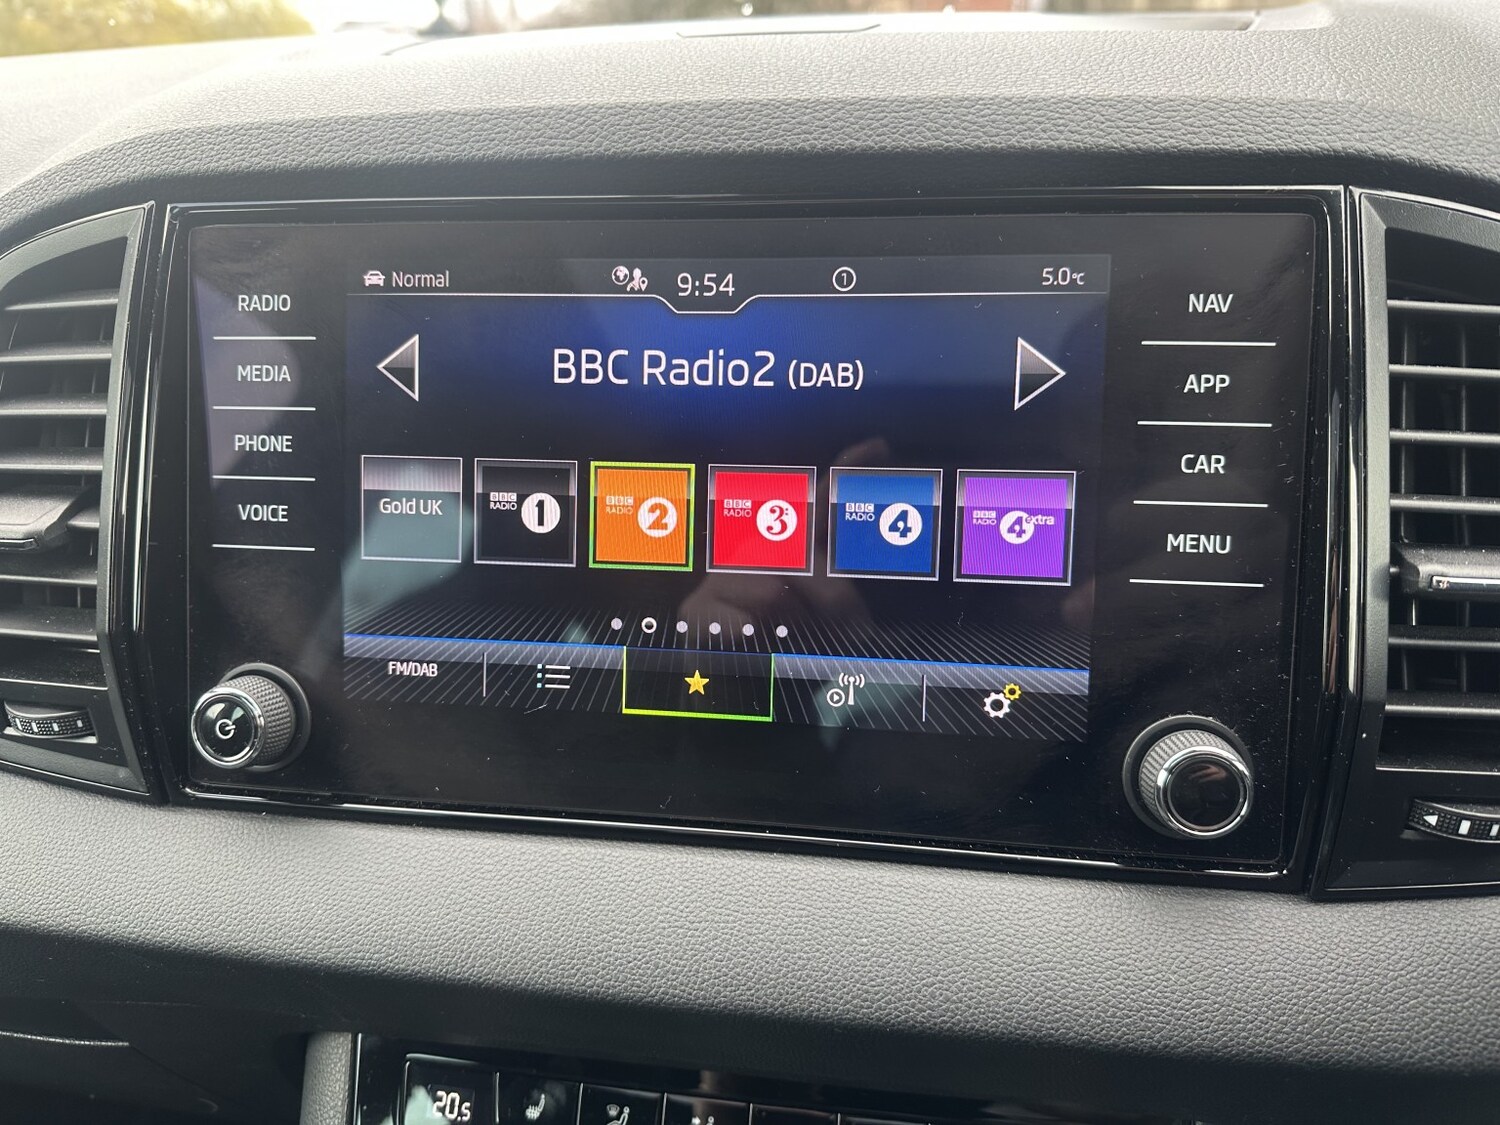 Normal
9:54
1
5.0°C
RADIO
MEDIA
PHONE
VOICE
BBC Radio2 (DAB)
NAV
APP
CAR
MENU
Gold UK
BBC RADIO 1
BBC RADIO 2
BBC RADIO 3
BBC RADIO 4
BBC RADIO 4 extra
FM/DAB
20.5